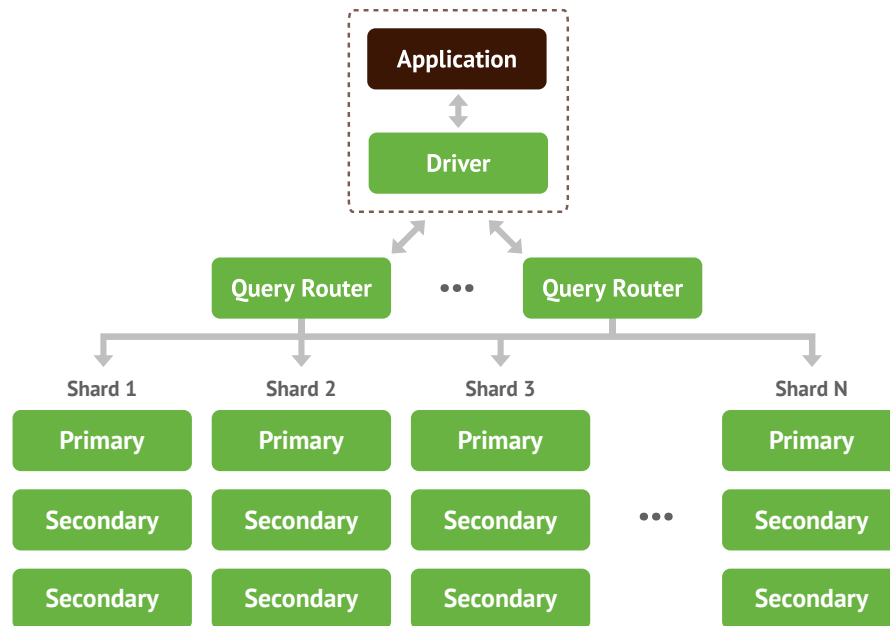 Application
Driver
Query Router ••• Query Router
Shard 1 Shard 2 Shard 3 Shard N
Primary Primary Primary Primary
Secondary Secondary Secondary ••• Secondary
Secondary Secondary Secondary Secondary